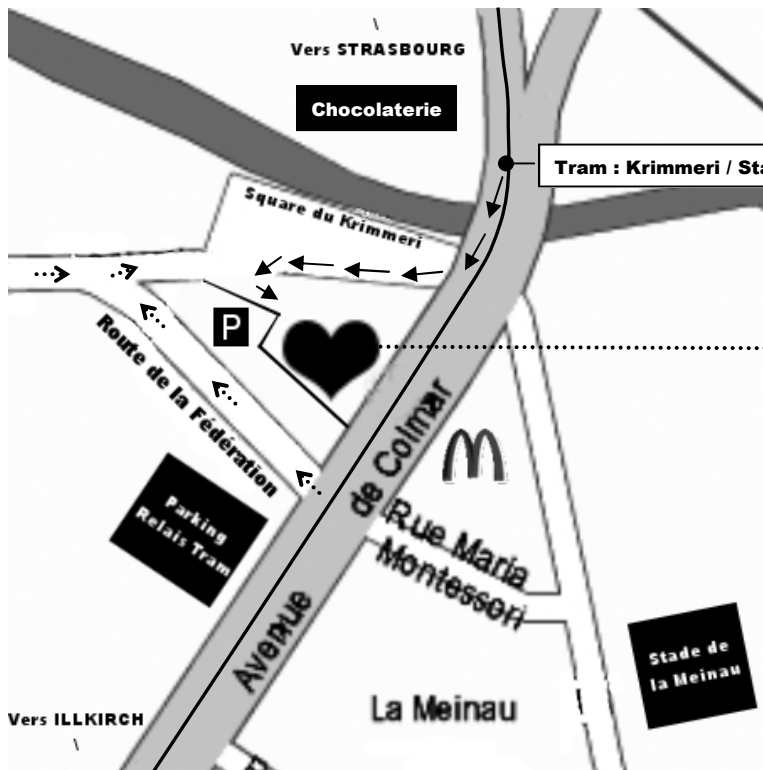 Vers STRASBOURG
Chocolaterie
Tram : Krimmeri / Sta
Square du Krimmeri
P
Route de la Fédération
de Colmar
Parking
Relais Tram
Rue Maria
Montessori
Avenue
Stade de
la Meinau
La Meinau
Vers ILLKIRCH